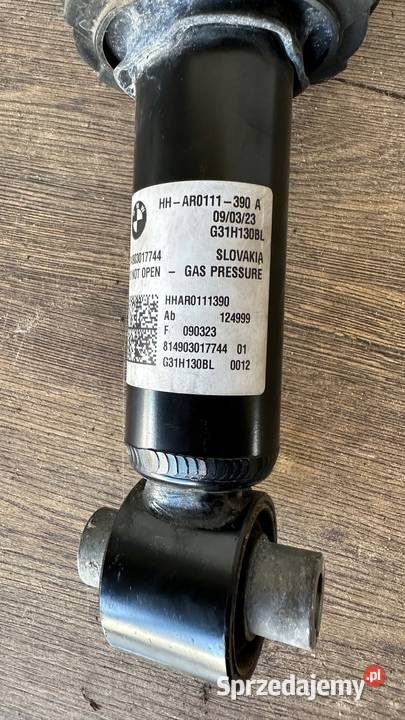 HH-AR0111-390 A
09/03/23
G31H130BL
14903017744 SLOVAKIA
NOT OPEN - GAS PRESSURE
HHAR0111390
Ab 124999
F 090323
814903017744 01
G31H130BL 0012
Sprzedajemy.pl